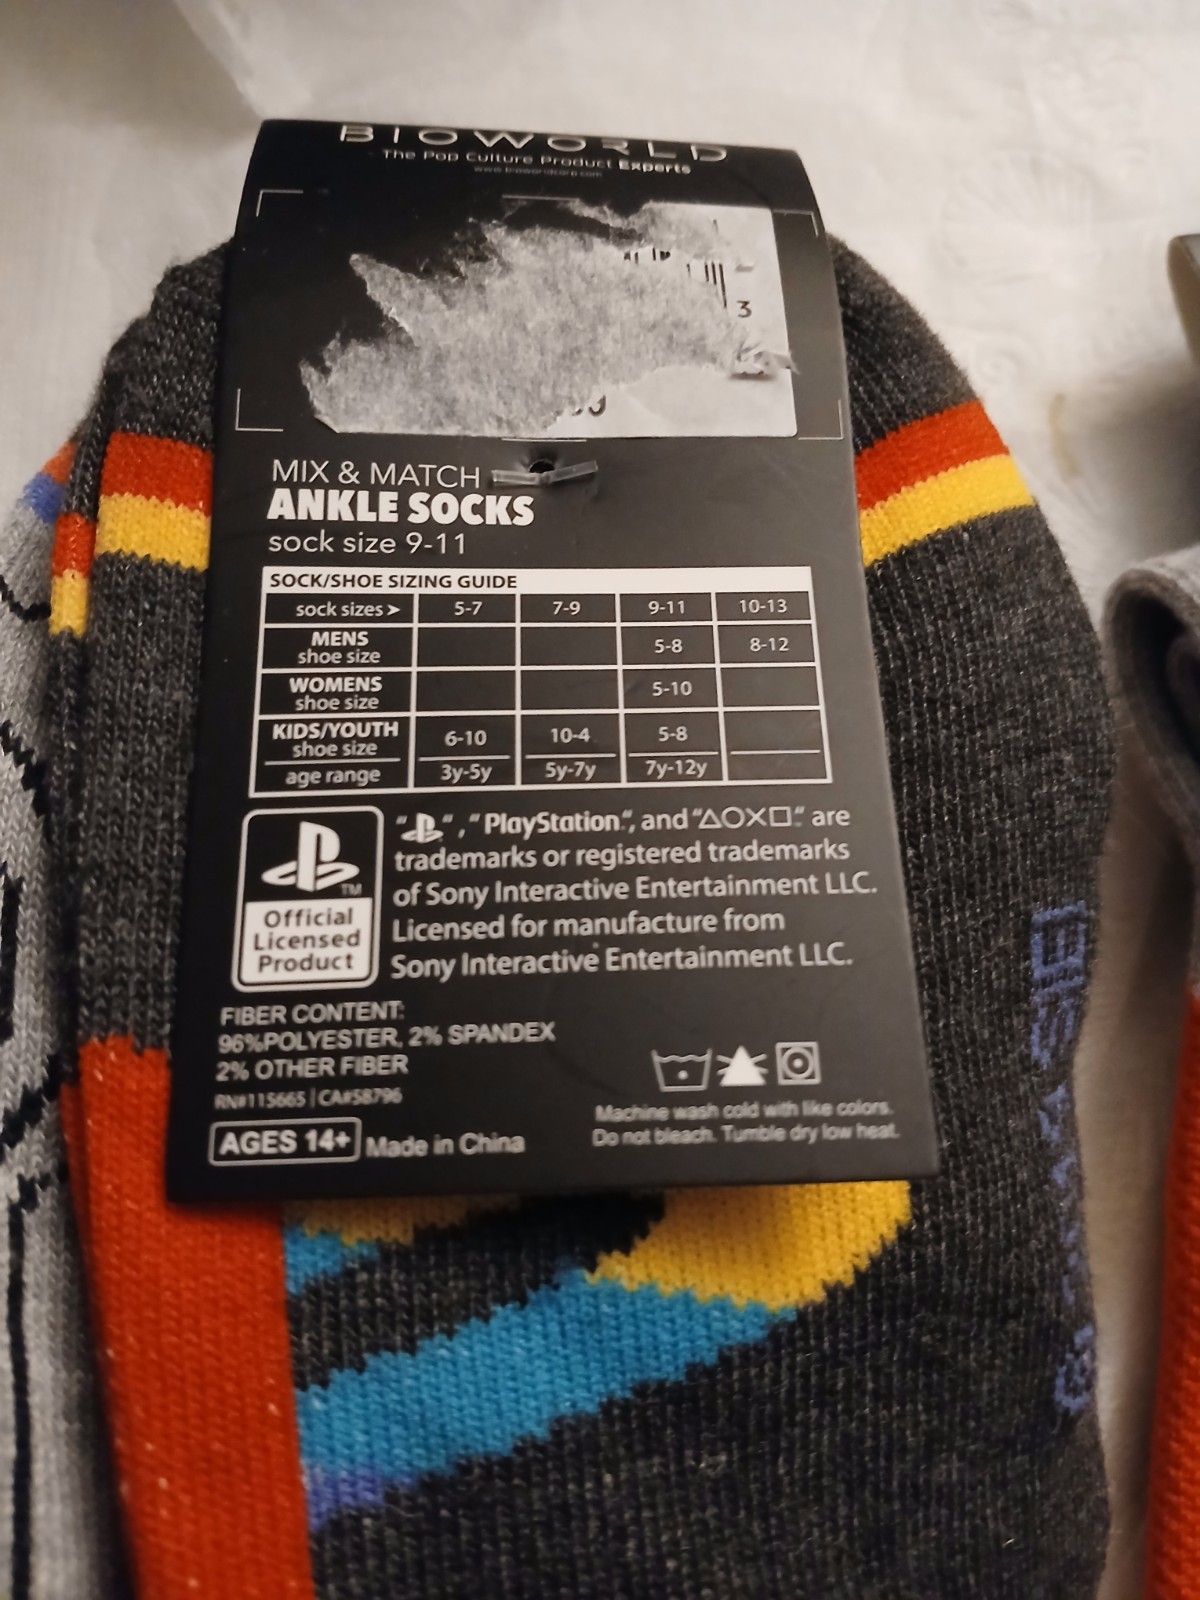 BIOWORLD
The Pop Culture Product Experts
www.bioworldcorp.com
3
MIX & MATCH
ANKLE SOCKS
sock size 9-11
SOCK/SHOE SIZING GUIDE
sock sizes ➤ 5-7 7-9 9-11 10-13
MENS
shoe size 5-8 8-12
WOMENS
shoe size 5-10
KIDS/YOUTH
shoe size 6-10 10-4 5-8
age range 3y-5y 5y-7y 7y-12y
" ", "PlayStation", and "△○✕□" are
trademarks or registered trademarks
of Sony Interactive Entertainment LLC.
Licensed for manufacture from
Sony Interactive Entertainment LLC.
TM
Official
Licensed
Product
FIBER CONTENT:
96%POLYESTER, 2% SPANDEX
2% OTHER FIBER
RN#115665 | CA#58796
AGES 14+ Made in China
Machine wash cold with like colors.
Do not bleach. Tumble dry low heat.